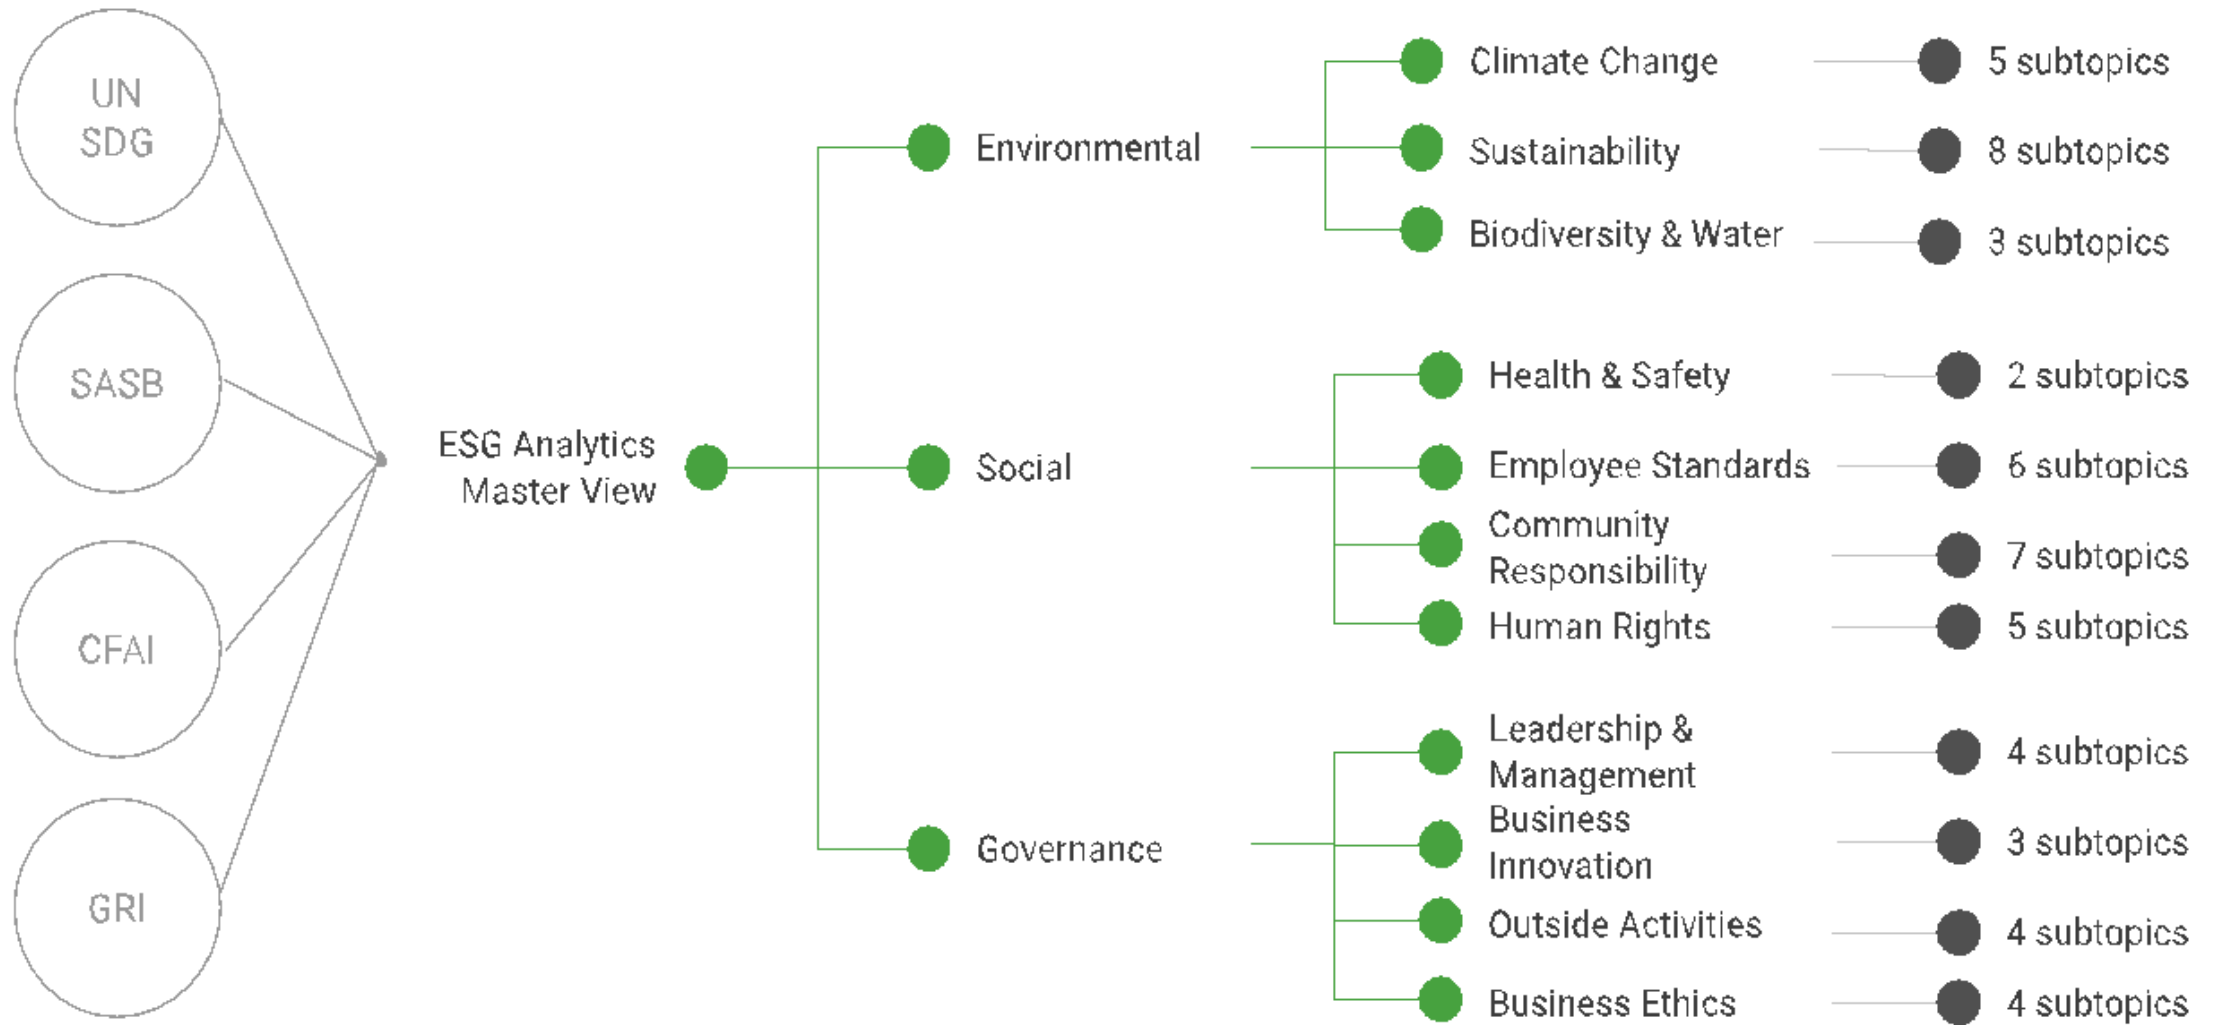 UN
SDG
SASB
CFAI
GRI
ESG Analytics
Master View
Environmental
Climate Change
5 subtopics
Sustainability
8 subtopics
Biodiversity & Water
3 subtopics
Social
Health & Safety
2 subtopics
Employee Standards
6 subtopics
Community
Responsibility
7 subtopics
Human Rights
5 subtopics
Governance
Leadership &
Management
4 subtopics
Business
Innovation
3 subtopics
Outside Activities
4 subtopics
Business Ethics
4 subtopics